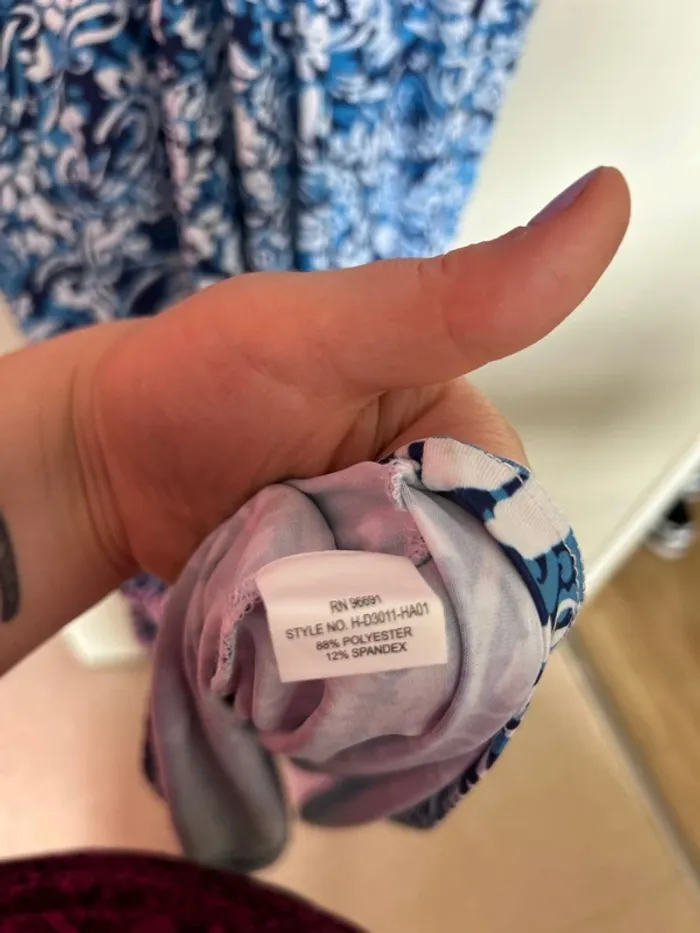 RN 96691
STYLE NO. H-D3011-HA01
88% POLYESTER
12% SPANDEX